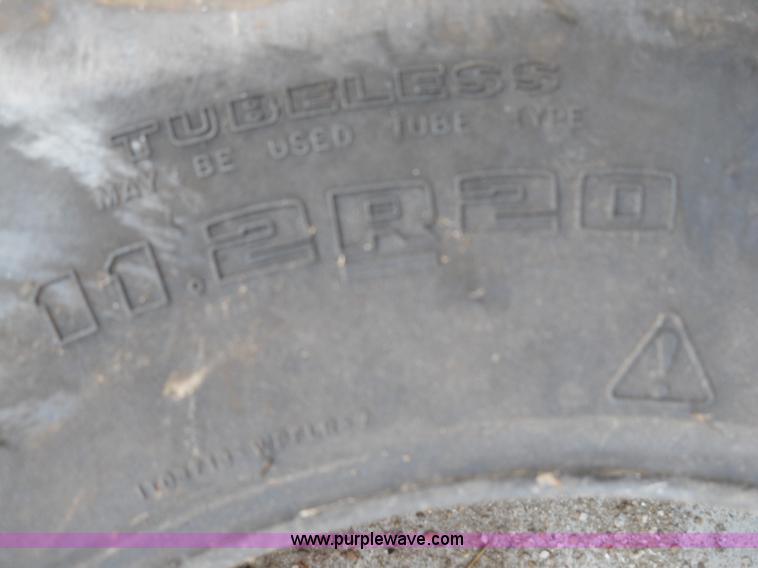 TUBELESS
MAY BE USED TUBE TYPE
11.2R20
www.purplewave.com